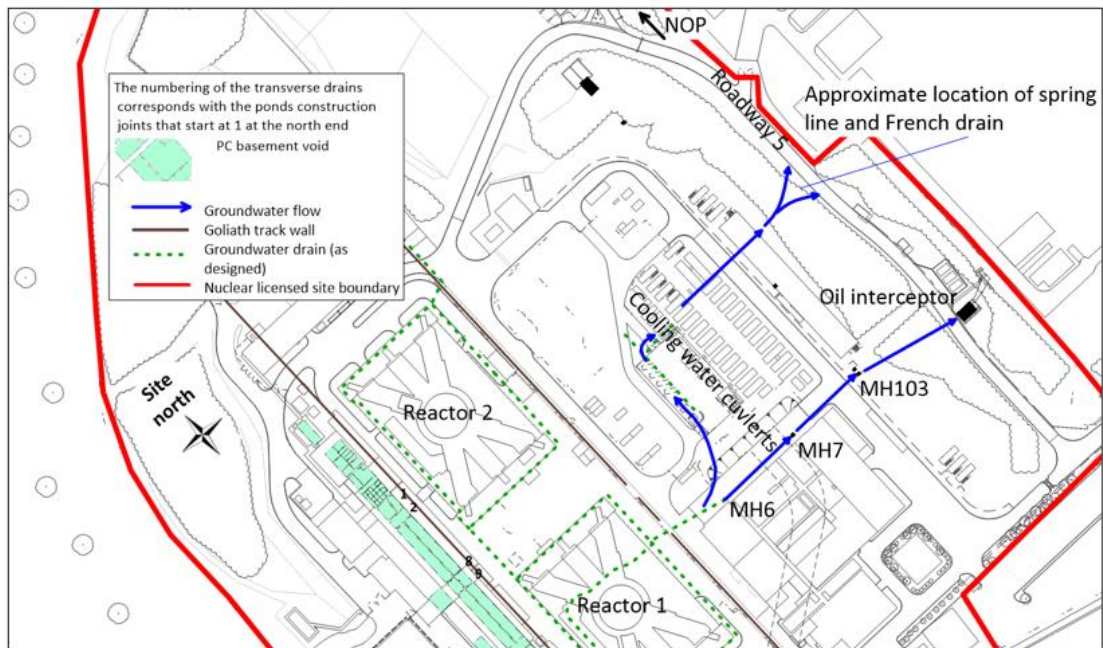 NOP
Roadway 5
Approximate location of spring
line and French drain
The numbering of the transverse drains
corresponds with the ponds construction
joints that start at 1 at the north end
PC basement void
Groundwater flow
Goliath track wall
Groundwater drain (as
designed)
Nuclear licensed site boundary
Oil interceptor
Cooling water cuvlerts
MH103
Site
north
Reactor 2
MH7
1
2
MH6
8
9
Reactor 1